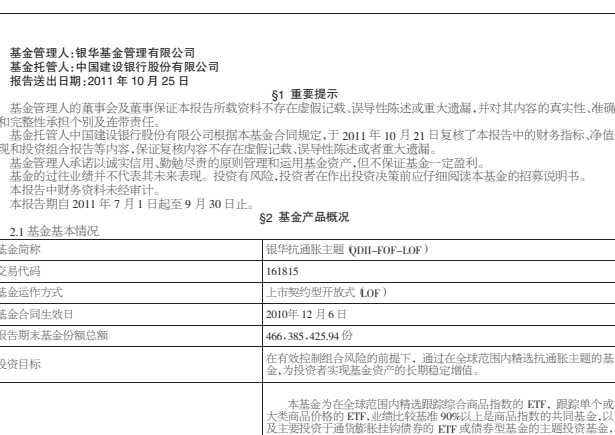 基金管理人:银华基金管理有限公司
基金托管人:中国建设银行股份有限公司
报告送出日期:2011 年 10 月 25 日
§1 重要提示
基金管理人的董事会及董事保证本报告所载资料不存在虚假记载、误导性陈述或重大遗漏,并对其内容的真实性、准确
和完整性承担个别及连带责任。
基金托管人中国建设银行股份有限公司根据本基金合同规定,于 2011 年 10 月 21 日复核了本报告中的财务指标、净值
现和投资组合报告等内容,保证复核内容不存在虚假记载、误导性陈述或者重大遗漏。
基金管理人承诺以诚实信用、勤勉尽责的原则管理和运用基金资产,但不保证基金一定盈利。
基金的过往业绩并不代表其未来表现。投资有风险,投资者在作出投资决策前应仔细阅读本基金的招募说明书。
本报告中财务资料未经审计。
本报告期自 2011 年 7 月 1 日起至 9 月 30 日止。
§2 基金产品概况
2.1 基金基本情况
基金简称 银华抗通胀主题 (QDII-FOF-LOF)
交易代码 161815
基金运作方式 上市契约型开放式 (LOF)
基金合同生效日 2010年 12 月 6 日
报告期末基金份额总额 466,385,425.94 份
投资目标 在有效控制组合风险的前提下, 通过在全球范围内精选抗通胀主题的基
金,为投资者实现基金资产的长期稳定增值。
本基金为在全球范围内精选跟踪综合商品指数的 ETF, 跟踪单个或
大类商品价格的 ETF,业绩比较基准 90%以上是商品指数的共同基金,以
及主要投资于通货膨胀挂钩债券的 ETF 或债券型基金的主题投资基金,